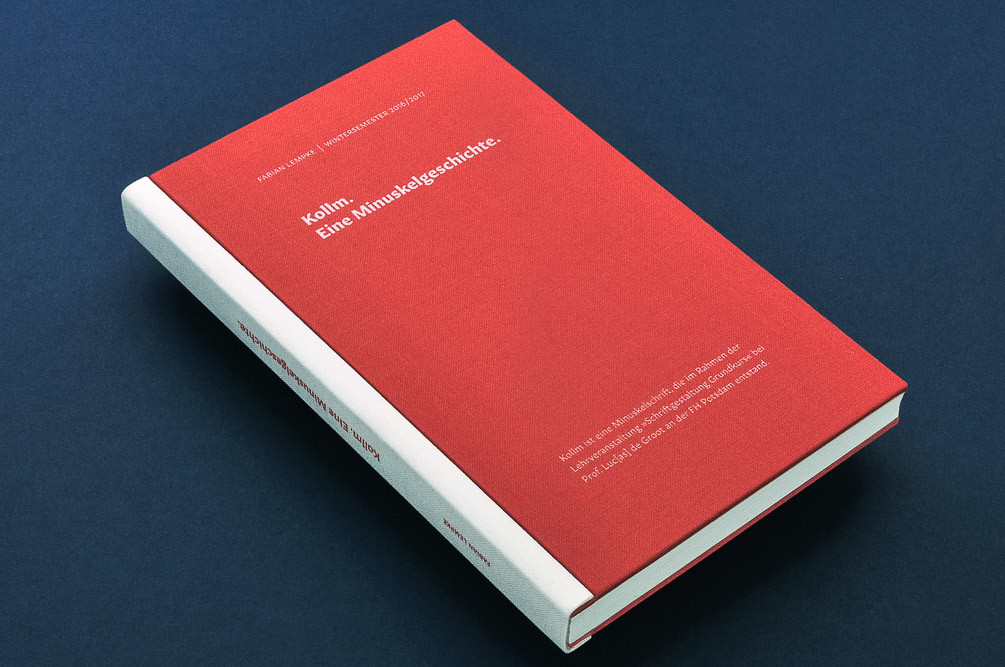 FABIAN LEMPKE | WINTERSEMESTER 2016/2017
Kollm.
Eine Minuskelgeschichte.
Kollm ist eine Minuskelschrift, die im Rahmen der
Lehrveranstaltung »Schriftgestaltung Grundkurs« bei
Prof. Luc[as] de Groot an der FH Potsdam entstand.
Kollm. Eine Minuskelgeschichte.
FABIAN LEMPKE